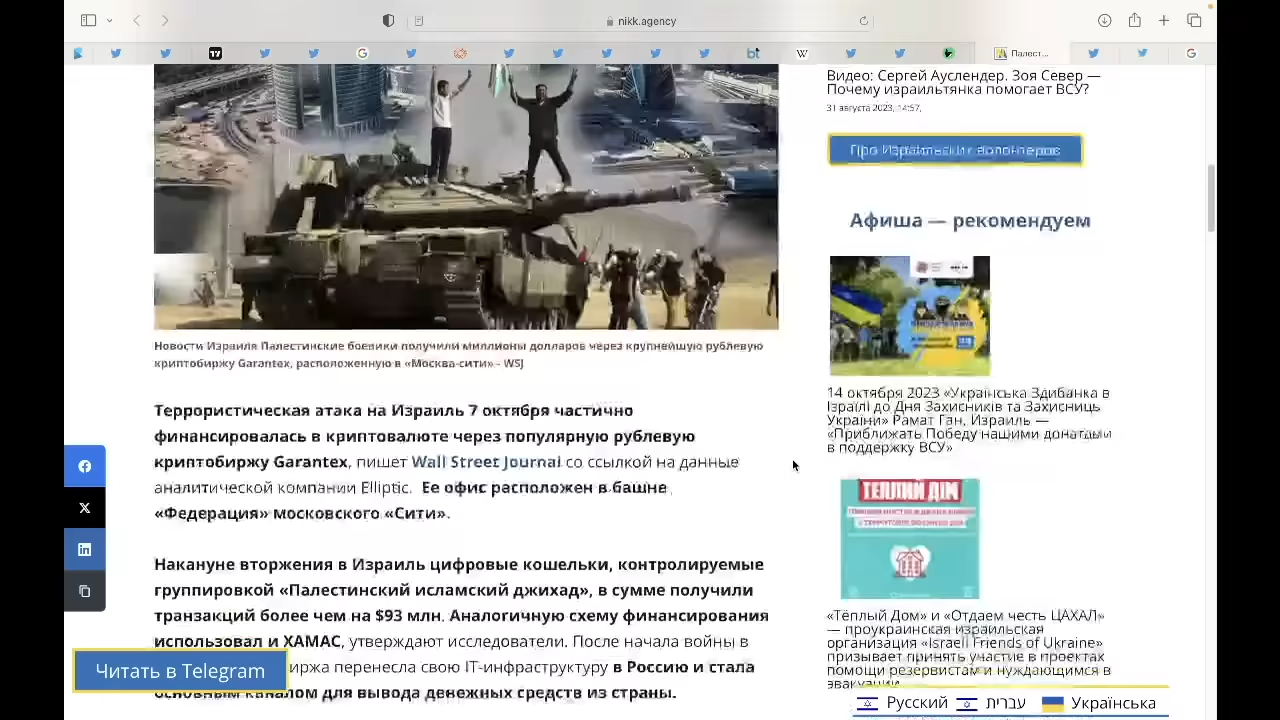 nikk.agency
Палест...
Видео: Сергей Ауслендер. Зоя Север —
Почему израильтянка помогает ВСУ?
31 августа 2023, 14:57,
Про Израильских волонтеров
Афиша — рекомендуем
14 октября 2023 «Українська Здибанка в
Ізраїлі до Дня Захисників та Захисниць
України» Рамат Ган, Израиль —
«Приближать Победу нашими донатами
в поддержку ВСУ»
ТЕПЛИЙ ДІМ
«Тёплый Дом» и «Отдаем честь ЦАХАЛ»
— проукраинская израильская
организация «Israeli Friends of Ukraine»
призывает принять участие в проектах
помощи резервистам и нуждающимся в
эвакуации
Новости Израиля Палестинские боевики получили миллионы долларов через крупнейшую рублевую
криптобиржу Garantex, расположенную в «Москва-сити» - WSJ
Террористическая атака на Израиль 7 октября частично
финансировалась в криптовалюте через популярную рублевую
криптобиржу Garantex, пишет Wall Street Journal со ссылкой на данные
аналитической компании Elliptic. Ее офис расположен в башне
«Федерация» московского «Сити».
Накануне вторжения в Израиль цифровые кошельки, контролируемые
группировкой «Палестинский исламский джихад», в сумме получили
транзакций более чем на $93 млн. Аналогичную схему финансирования
использовал и ХАМАС, утверждают исследователи. После начала войны в
иржа перенесла свою IT-инфраструктуру в Россию и стала
основным каналом для вывода денежных средств из страны.
Читать в Telegram
Русский עברית Українська